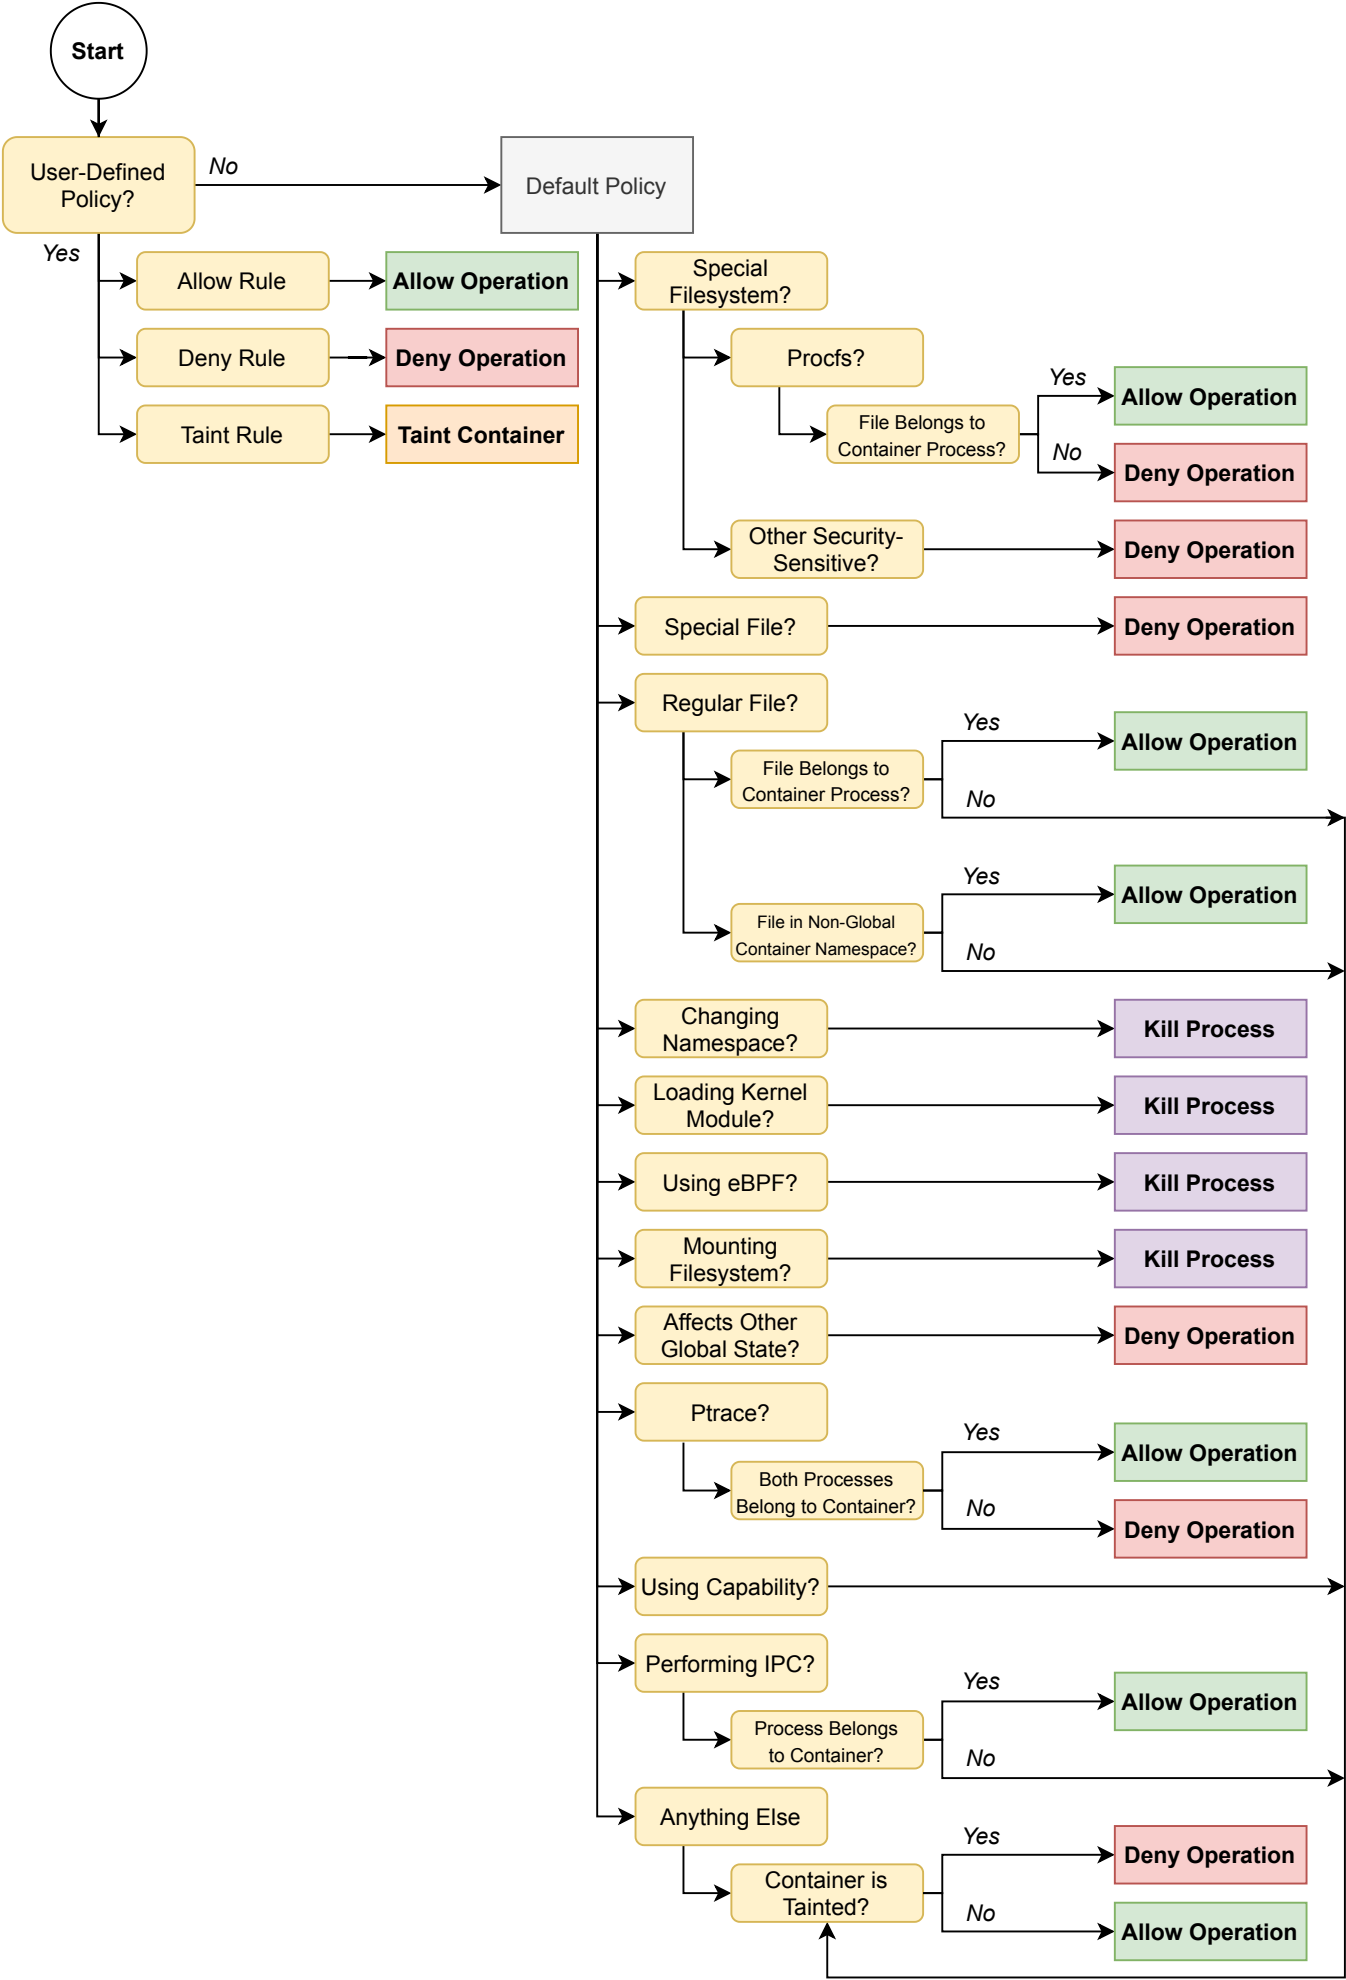 Start
User-Defined
Policy?
No
Default Policy
Yes
Allow Rule
Allow Operation
Deny Rule
Deny Operation
Taint Rule
Taint Container
Special
Filesystem?
Procfs?
File Belongs to
Container Process?
Yes
Allow Operation
No
Deny Operation
Other Security-
Sensitive?
Deny Operation
Special File?
Deny Operation
Regular File?
File Belongs to
Container Process?
Yes
Allow Operation
No
File in Non-Global
Container Namespace?
Yes
Allow Operation
No
Changing
Namespace?
Kill Process
Loading Kernel
Module?
Kill Process
Using eBPF?
Kill Process
Mounting
Filesystem?
Kill Process
Affects Other
Global State?
Deny Operation
Ptrace?
Both Processes
Belong to Container?
Yes
Allow Operation
No
Deny Operation
Using Capability?
Performing IPC?
Process Belongs
to Container?
Yes
Allow Operation
No
Anything Else
Container is
Tainted?
Yes
Deny Operation
No
Allow Operation